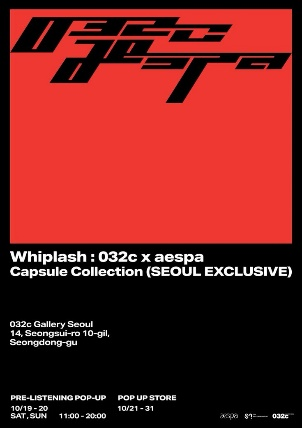 032c
aespa
Whiplash : 032c x aespa
Capsule Collection (SEOUL EXCLUSIVE)
032c Gallery Seoul
14, Seongsui-ro 10-gil,
Seongdong-gu
PRE-LISTENING POP-UP
10/19 - 20
SAT, SUN 11:00 - 20:00
POP UP STORE
10/21 - 31
aespa
032c